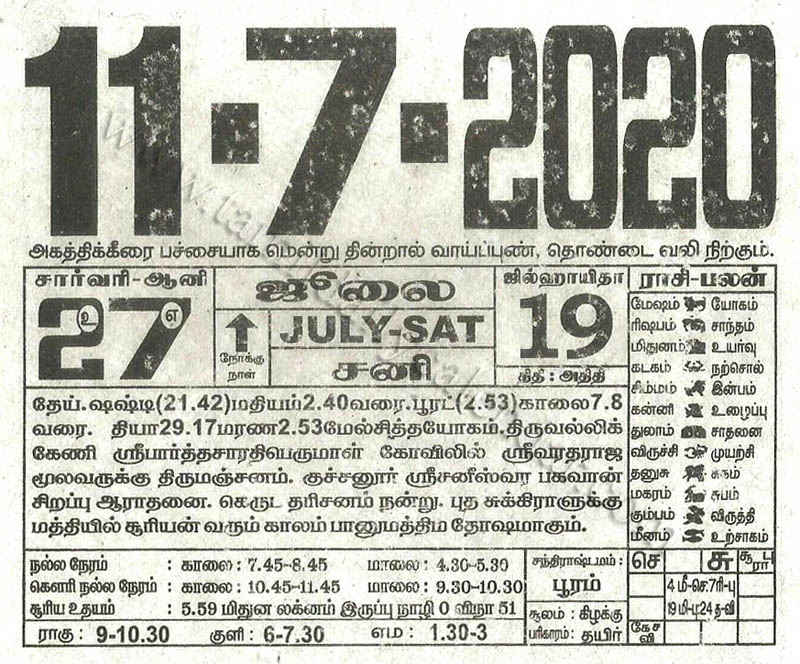 11-7-2020
அகத்திக்கீரை பச்சையாக மென்று தின்றால் வாய்ப்புண், தொண்டை வலி நிற்கும்.
சார்வரி-ஆனி
27
உ எ
நோக்கு
நாள்
ஜூலை
JULY-SAT
சனி
ஜில்ஹாயிதா
19
திதி : அதிதி
தேய். ஷஷ்டி(21.42)மதியம்2.40வரை.பூரட்(2.53)காலை7.8
வரை. தியா29.17மரண2.53மேல்சித்தயோகம்.திருவல்லிக்
கேணி ஸ்ரீபார்த்தசாரதிபெருமாள் கோவிலில் ஸ்ரீவரதராஜ
மூலவருக்கு திருமஞ்சனம். குச்சனூர் ஸ்ரீசனீஸ்வர பகவான்
சிறப்பு ஆராதனை. கெருட தரிசனம் நன்று. புத சுக்கிராளுக்கு
மத்தியில் சூரியன் வரும் காலம் பானுமத்திம தோஷமாகும்.
ராசி-பலன்
மேஷம் யோகம்
ரிஷபம் சாந்தம்
மிதுனம் உயர்வு
கடகம் நற்சொல்
சிம்மம் இன்பம்
கன்னி உழைப்பு
துலாம் சாதனை
விருச்சி முயற்சி
தனுசு சுகம்
மகரம் சுபம்
கும்பம் விருத்தி
மீனம் உற்சாகம்
நல்ல நேரம் : காலை: 7.45-8.45 மாலை: 4.30-5.30
கௌரி நல்ல நேரம் : காலை: 10.45-11.45 மாலை: 9.30-10.30
சூரிய உதயம் : 5.59 மிதுன லக்னம் இருப்பு நாழி 0 விநா 51
ராகு : 9-10.30 குளி : 6-7.30 எம : 1.30-3
சந்திராஷ்டமம் :
பூரம்
சூலம் : கிழக்கு
பரிகாரம்: தயிர்
செ சு சூ பு ரா
4 மீ-செ:7ரி-பு
19 மி-பு:24 த-வி
கே ச
வி